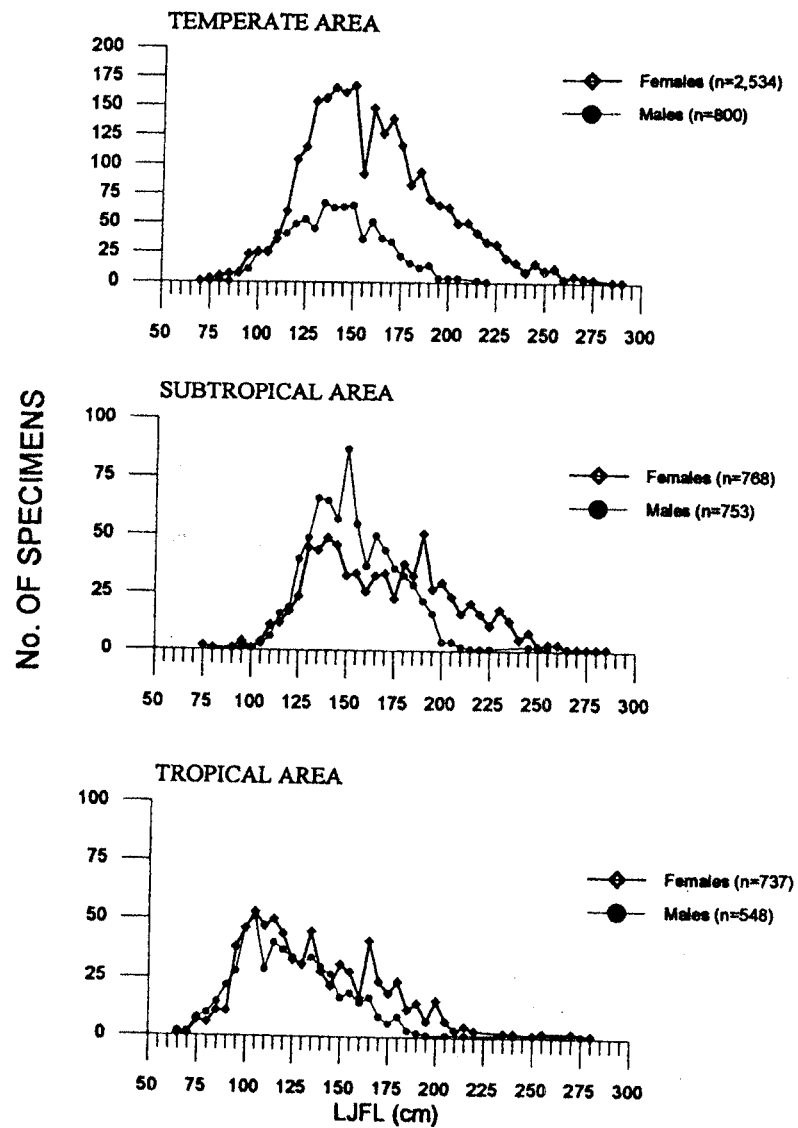 TEMPERATE AREA
200
175
150
125
100
75
50
25
0
50 75 100 125 150 175 200 225 250 275 300
Females (n=2,534)
Males (n=800)
No. OF SPECIMENS
SUBTROPICAL AREA
100
75
50
25
0
50 75 100 125 150 175 200 225 250 275 300
Females (n=768)
Males (n=753)
TROPICAL AREA
100
75
50
25
0
50 75 100 125 150 175 200 225 250 275 300
Females (n=737)
Males (n=548)
LJFL (cm)